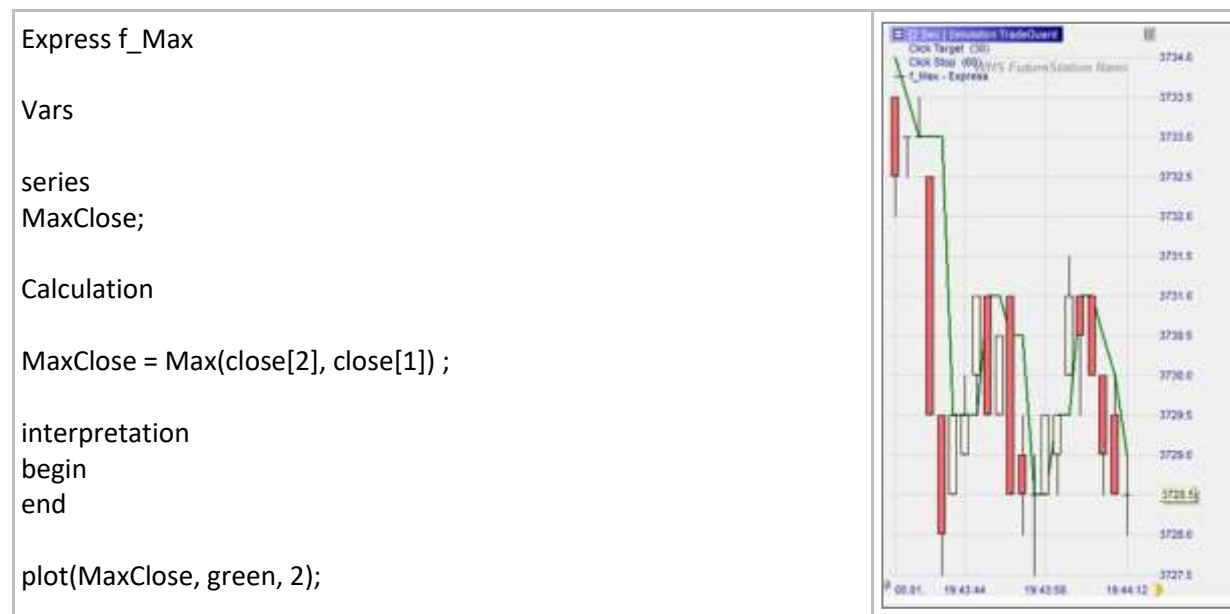 Express f_Max
Vars
series
MaxClose;
Calculation
MaxClose = Max(close[2], close[1]) ;
interpretation
begin
end
plot(MaxClose, green, 2);
Click Target (30)
Click Stop
f_Max - Express
3734.0
3733.5
3733.0
3732.5
3732.0
3731.5
3731.0
3730.5
3730.0
3729.5
3729.0
3728.5
3728.0
3727.5
19:43:44
19:43:58
19:44:12